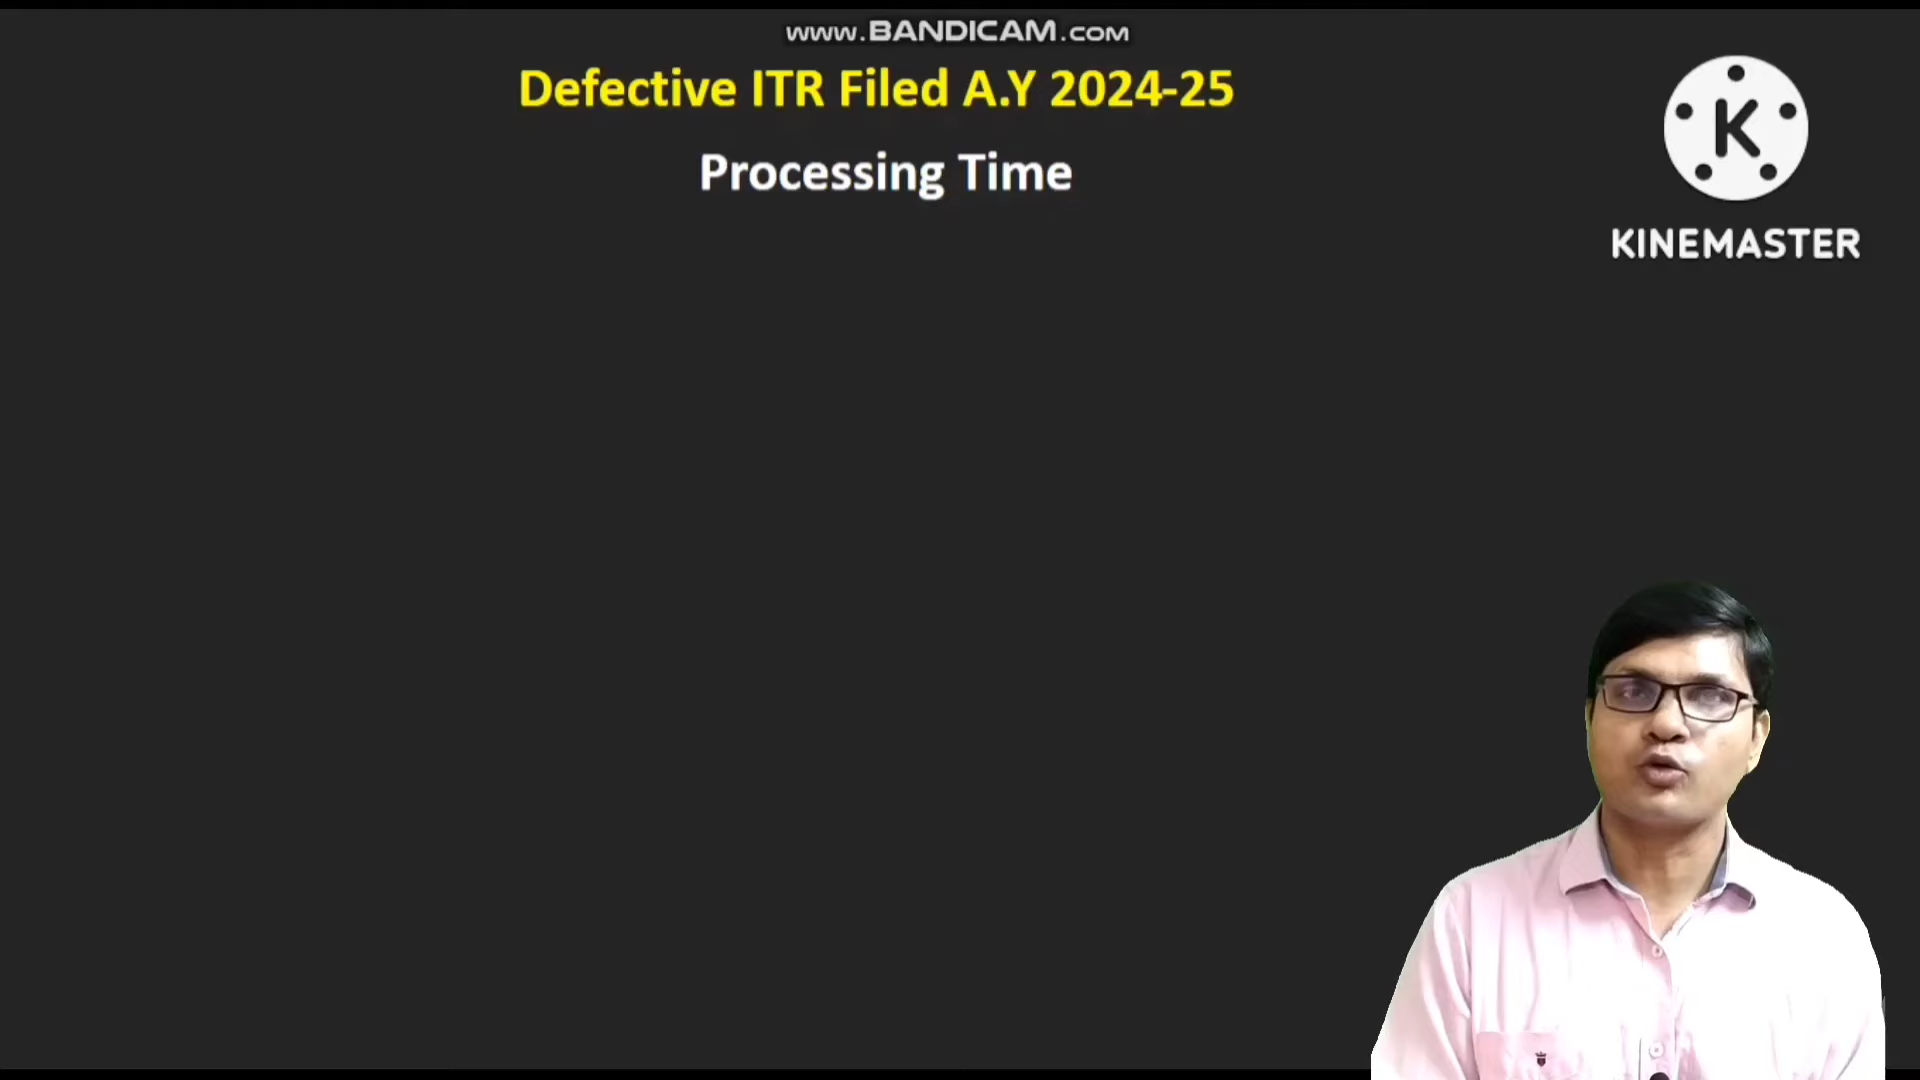 www.BANDICAM.com
Defective ITR Filed A.Y 2024-25
Processing Time
K
KINEMASTER